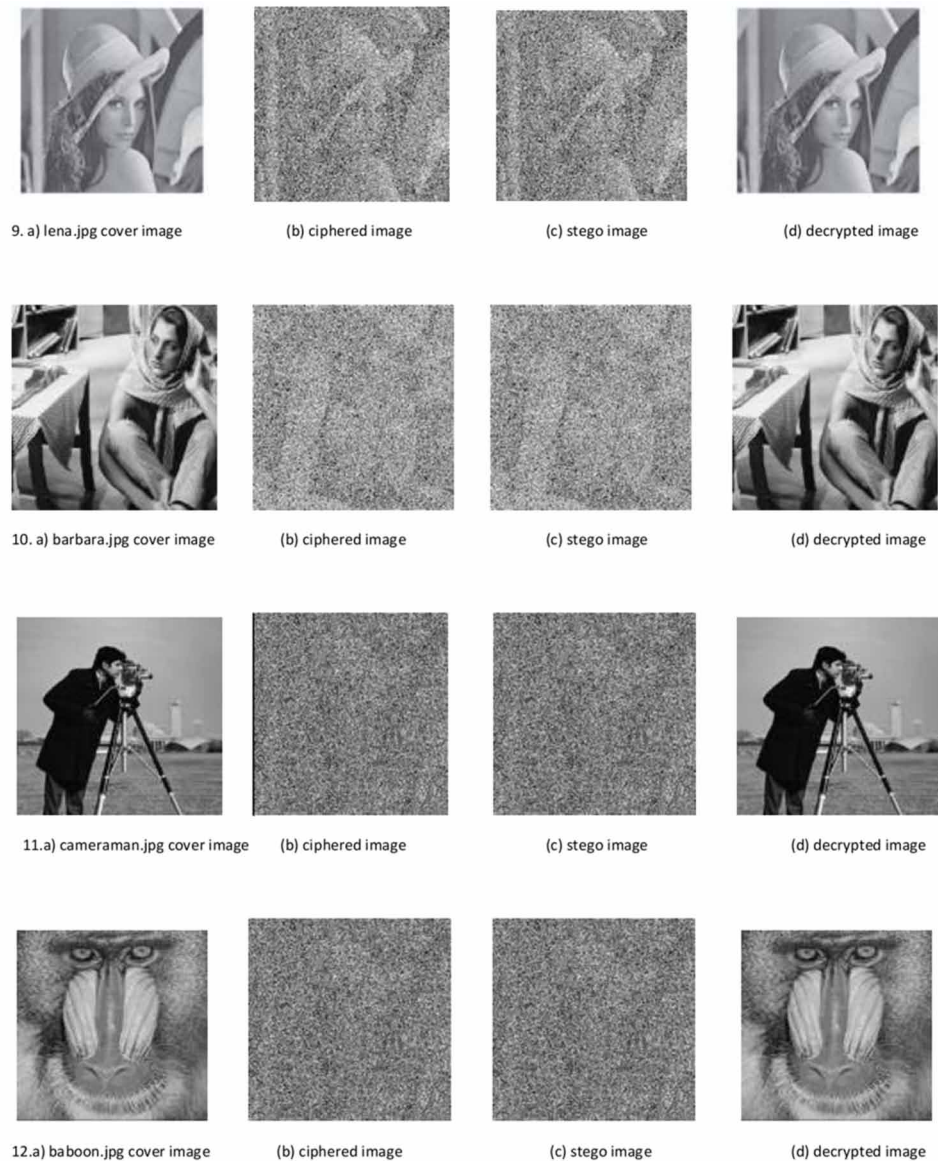 9. a) lena.jpg cover image (b) ciphered image (c) stego image (d) decrypted image
10. a) barbara.jpg cover image (b) ciphered image (c) stego image (d) decrypted image
11.a) cameraman.jpg cover image (b) ciphered image (c) stego image (d) decrypted image
12.a) baboon.jpg cover image (b) ciphered image (c) stego image (d) decrypted image